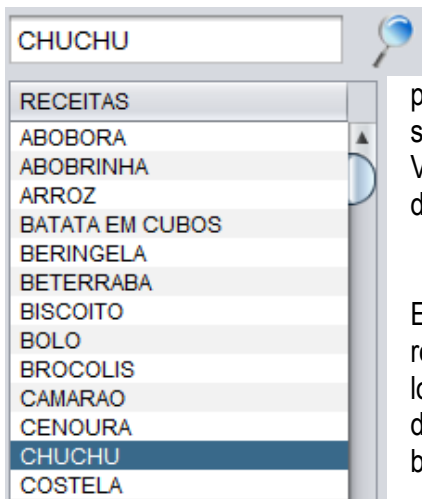 CHUCHU
RECEITAS
ABOBORA
ABOBRINHA
ARROZ
BATATA EM CUBOS
BERINGELA
BETERRABA
BISCOITO
BOLO
BROCOLIS
CAMARAO
CENOURA
CHUCHU
COSTELA